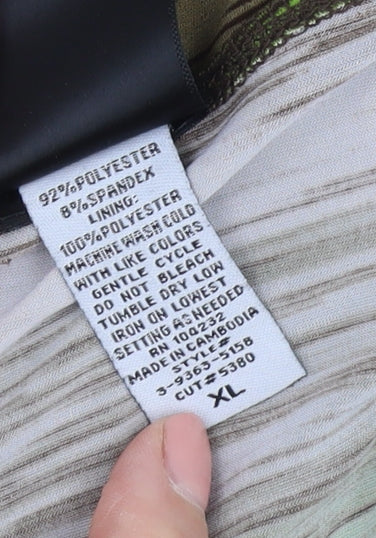 92%POLYESTER
8%SPANDEX
LINING:
100%POLYESTER
MACHINE WASH COLD
WITH LIKE COLORS
GENTLE CYCLE
DO NOT BLEACH
TUMBLE DRY LOW
IRON ON LOWEST
SETTING AS NEEDED
RN 104232
MADE IN CAMBODIA
STYLE#
3-9363-5158
CUT#5380
XL